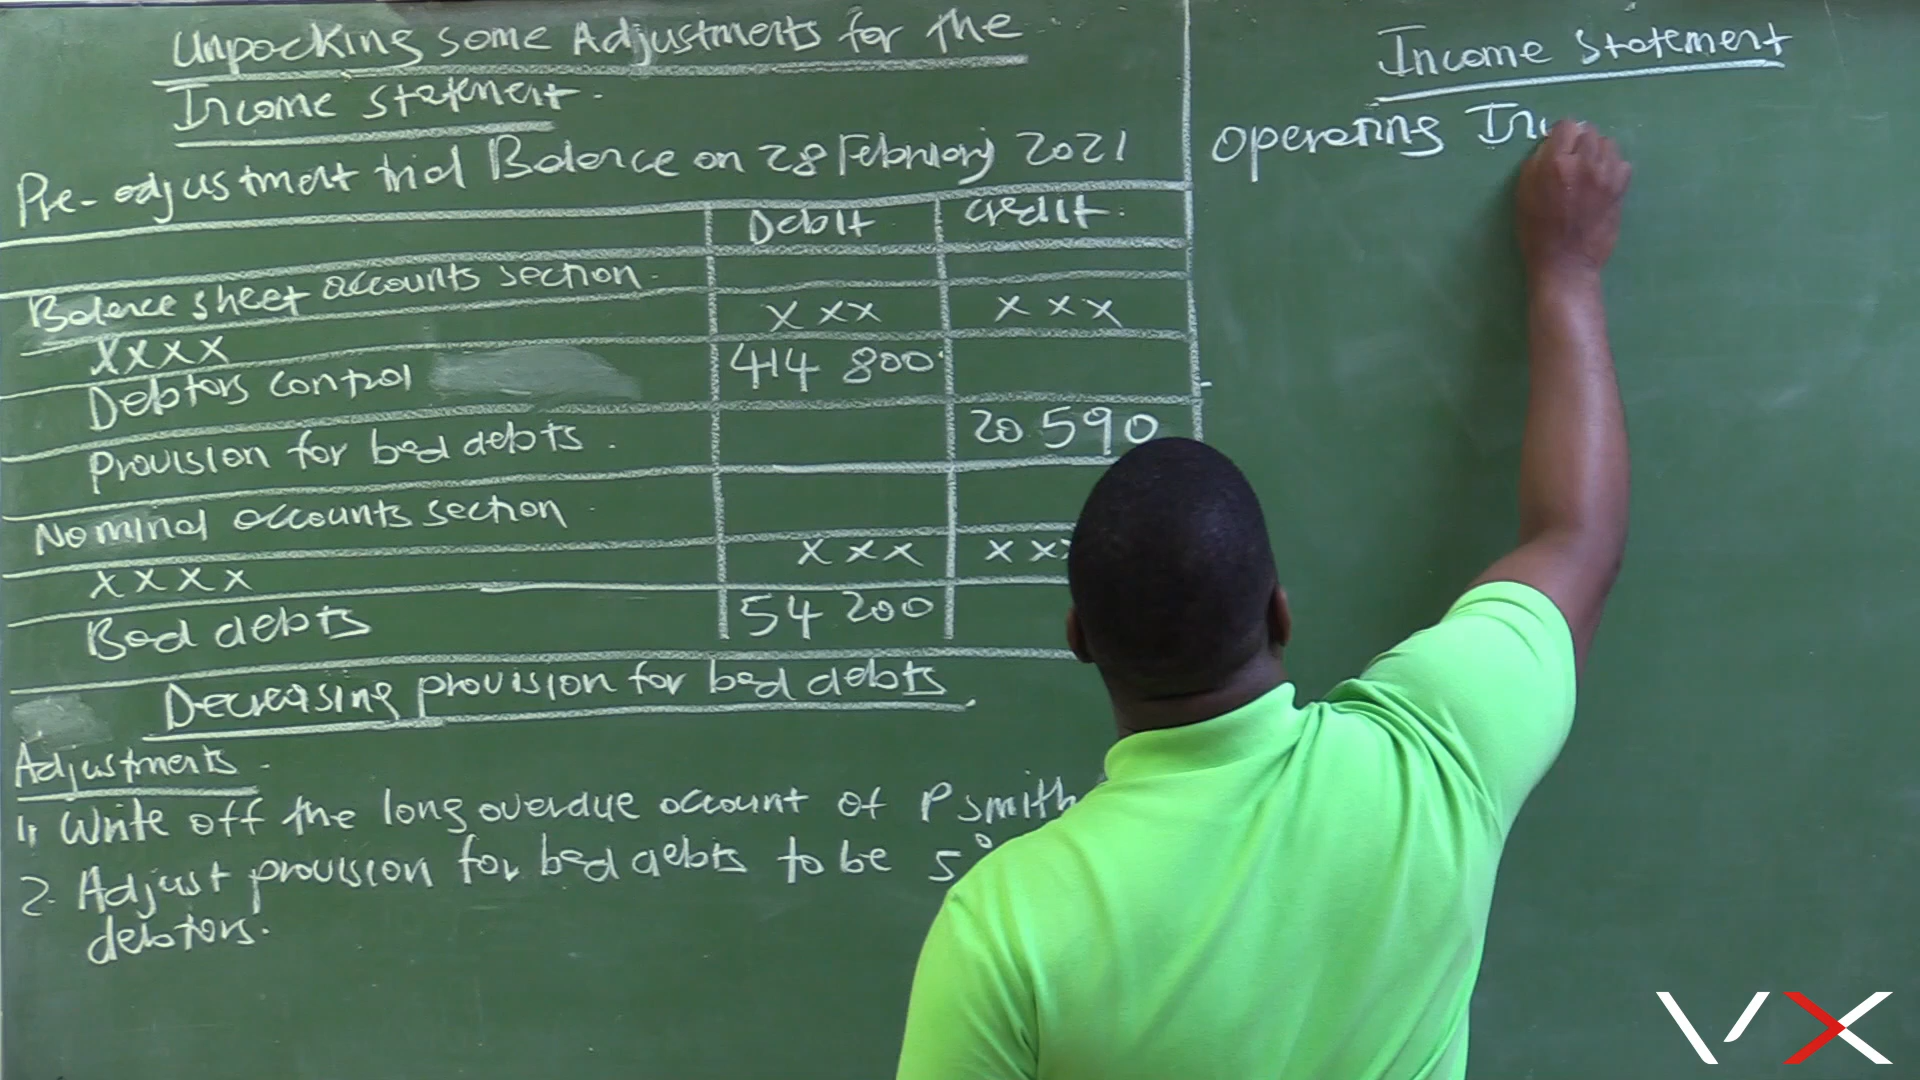 Unpacking some Adjustments for the
Income statement.
Pre-adjustment trial Balance on 28 February 2021
Debit Credit
Balance sheet accounts section
xxxx xxx xxx
Debtors control 414 800
Provision for bad debts 20 590
Nominal accounts section
xxxx xxx xxx
Bad debts 54 200
Decreasing provision for bad debts
Adjustments
1. Write off the long overdue account of P Smith
2. Adjust provision for bad debts to be 5
debtors.
Income statement
Operating Inc
VX